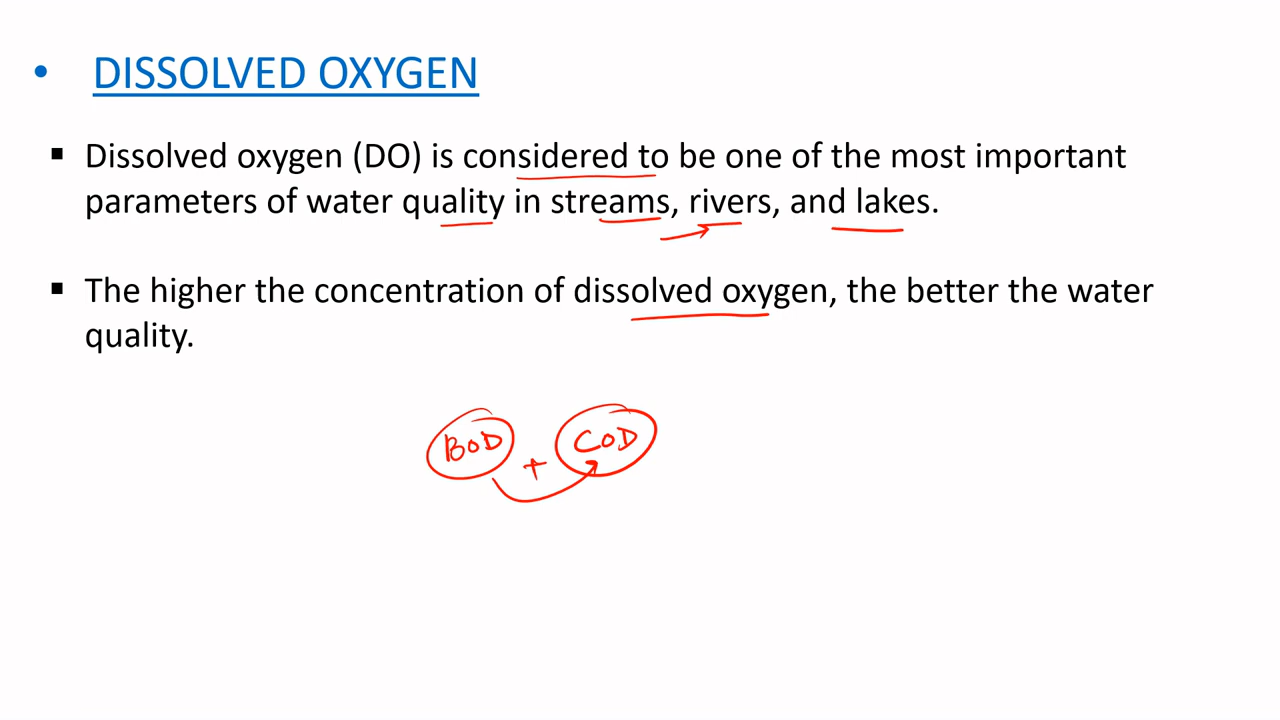 • DISSOLVED OXYGEN
▪ Dissolved oxygen (DO) is considered to be one of the most important
parameters of water quality in streams, rivers, and lakes.
▪ The higher the concentration of dissolved oxygen, the better the water
quality.
BOD + COD